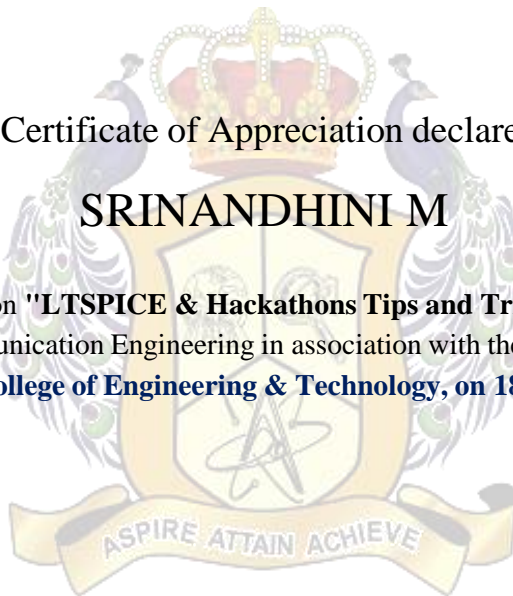 Certificate of Appreciation declare
SRINANDHINI M
on "LTSPICE & Hackathons Tips and Tr
unication Engineering in association with the
ollege of Engineering & Technology, on 18
ASPIRE ATTAIN ACHIEVE